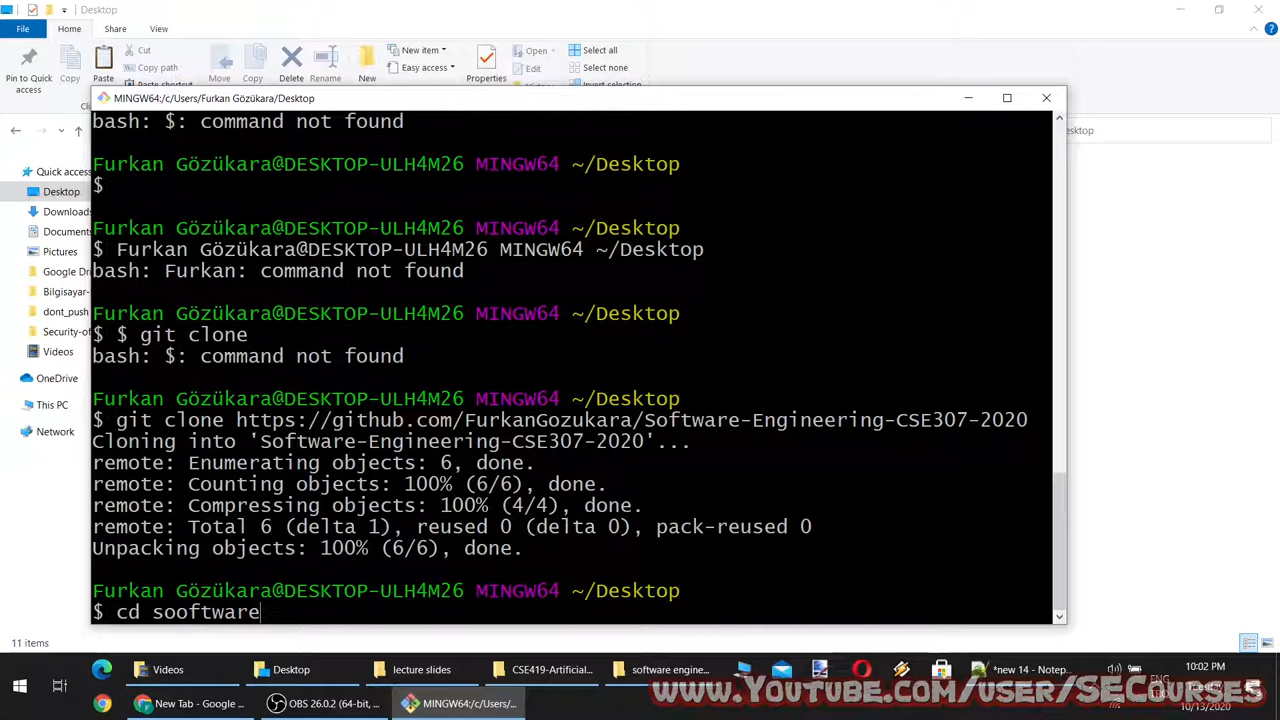 Desktop
File
Home
Share
View
Pin to Quick access
Copy
Paste
Cut
Copy path
Paste shortcut
Move
Copy
Delete
Rename
New
New item
Easy access
Properties
Open
Edit
Select all
Select none
Invert selection
MINGW64:/c/Users/Furkan Gözükara/Desktop
esktop
Quick access
Desktop
Downloads
Documents
Pictures
Google Dri
Bilgisayar-
dont_push
Security-of
Videos
OneDrive
This PC
Network
bash: $: command not found
Furkan Gözükara@DESKTOP-ULH4M26 MINGW64 ~/Desktop
$
Furkan Gözükara@DESKTOP-ULH4M26 MINGW64 ~/Desktop
$ Furkan Gözükara@DESKTOP-ULH4M26 MINGW64 ~/Desktop
bash: Furkan: command not found
Furkan Gözükara@DESKTOP-ULH4M26 MINGW64 ~/Desktop
$ $ git clone
bash: $: command not found
Furkan Gözükara@DESKTOP-ULH4M26 MINGW64 ~/Desktop
$ git clone https://github.com/FurkanGozukara/Software-Engineering-CSE307-2020
Cloning into 'Software-Engineering-CSE307-2020'...
remote: Enumerating objects: 6, done.
remote: Counting objects: 100% (6/6), done.
remote: Compressing objects: 100% (4/4), done.
remote: Total 6 (delta 1), reused 0 (delta 0), pack-reused 0
Unpacking objects: 100% (6/6), done.
Furkan Gözükara@DESKTOP-ULH4M26 MINGW64 ~/Desktop
$ cd sooftware
11 items
Videos
Desktop
lecture slides
CSE419-Artificial...
software engine...
*new 14 - Notep...
10:02 PM
ENG
New Tab - Google ...
OBS 26.0.2 (64-bit, ...
MINGW64:/c/Users/...
10/13/2020
www.Youtube.com/user/SECourses